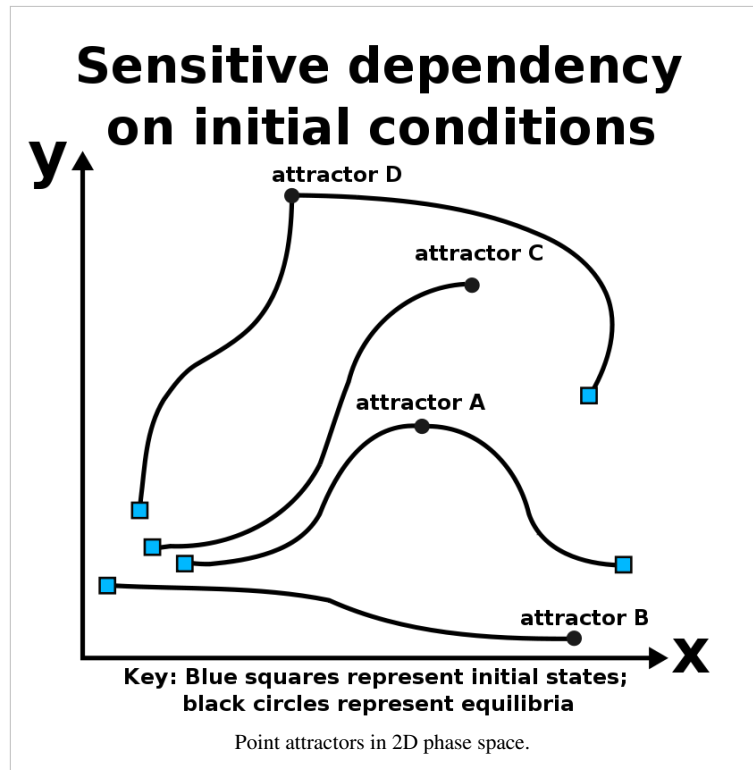 Sensitive dependency
on initial conditions
y
attractor D
attractor C
attractor A
attractor B
x
Key: Blue squares represent initial states;
black circles represent equilibria
Point attractors in 2D phase space.